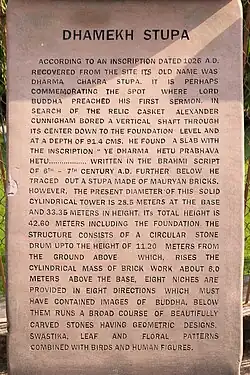 DHAMEKH STUPA
ACCORDING TO AN INSCRIPTION DATED 1026 A.D.
RECOVERED FROM THE SITE ITS OLD NAME WAS
DHARMA CHAKRA STUPA. IT IS PERHAPS
COMMEMORATING THE SPOT WHERE LORD
BUDDHA PREACHED HIS FIRST SERMON. IN
SEARCH OF THE RELIC CASKET ALEXANDER
CUNNIGHAM BORED A VERTICAL SHAFT THROUGH
ITS CENTER DOWN TO THE FOUNDATION LEVEL AND
AT A DEPTH OF 91.4 CMS. HE FOUND A SLAB WITH
THE INSCRIPTION " YE DHARMA HETU PRABHAVA
HETU.................. WRITTEN IN THE BRAHMI SCRIPT
OF 6TH – 7TH CENTURY A.D. FURTHER BELOW HE
TRACED OUT A STUPA MADE OF MAURYAN BRICKS.
HOWEVER, THE PRESENT DIAMETER OF THIS SOLID
CYLINDRICAL TOWER IS 28.5 METERS AT THE BASE
AND 33.35 METERS IN HEIGHT. ITS TOTAL HEIGHT IS
42.60 METERS INCLUDING THE FOUNDATION. THE
STRUCTURE CONSISTS OF A CIRCULAR STONE
DRUM UPTO THE HEIGHT OF 11.20 METERS FROM
THE GROUND ABOVE WHICH, RISES THE
CYLINDRICAL MASS OF BRICK WORK ABOUT 6.0
METERS ABOVE THE BASE, EIGHT NICHES ARE
PROVIDED IN EIGHT DIRECTIONS WHICH MUST
HAVE CONTAINED IMAGES OF BUDDHA. BELOW
THEM RUNS A BROAD COURSE OF BEAUTIFULLY
CARVED STONES HAVING GEOMETRIC DESIGNS,
SWASTIKA, LEAF AND FLORAL PATTERNS
COMBINED WITH BIRDS AND HUMAN FIGURES.